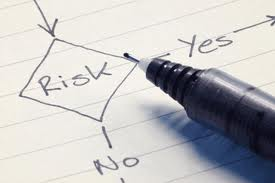 Risk
Yes
No